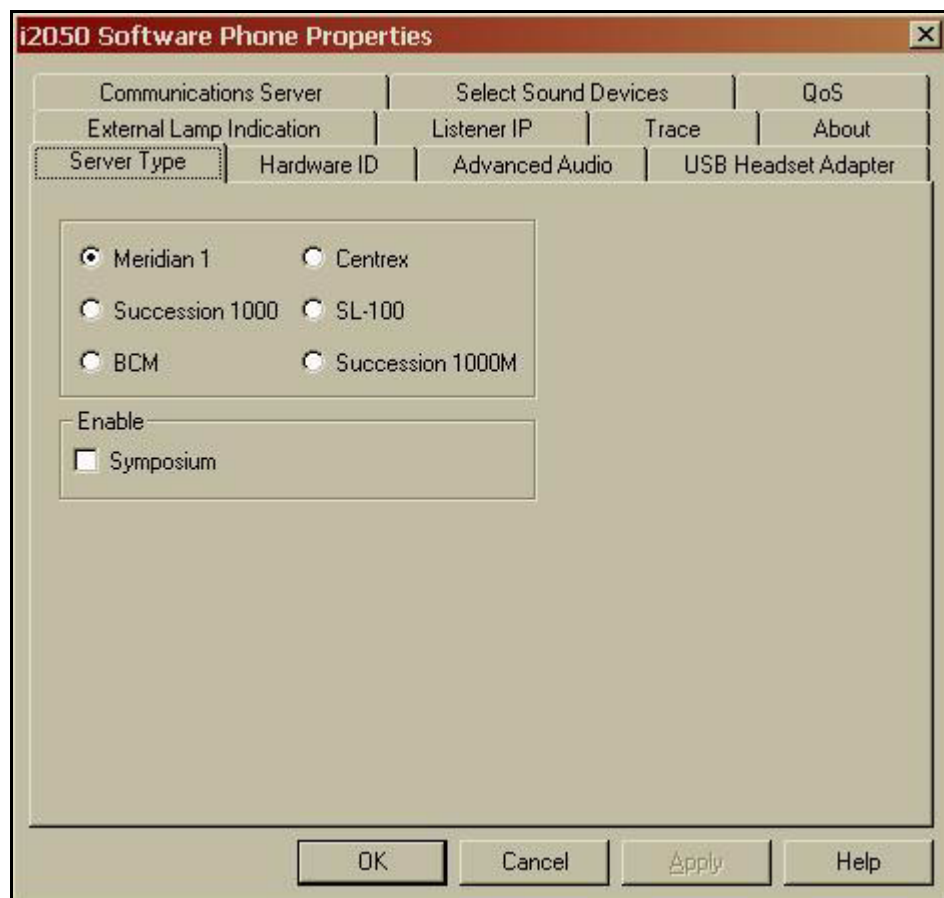 i2050 Software Phone Properties
Communications Server Select Sound Devices QoS
External Lamp Indication Listener IP Trace About
Server Type Hardware ID Advanced Audio USB Headset Adapter
Meridian 1 Centrex
Succession 1000 SL-100
BCM Succession 1000M
Enable
Symposium
OK Cancel Apply Help